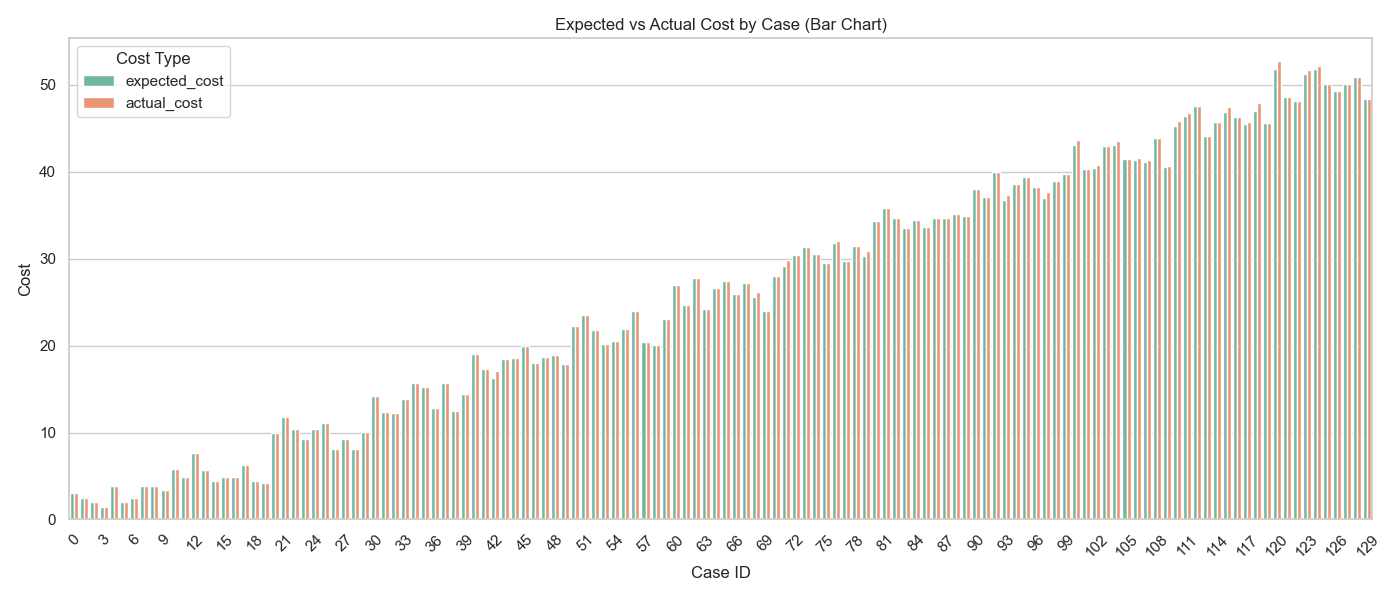 Expected vs Actual Cost by Case (Bar Chart)
Cost Type
expected_cost
actual_cost
50
40
30
20
10
0
Cost
0 3 6 9 12 15 18 21 24 27 30 33 36 39 42 45 48 51 54 57 60 63 66 69 72 75 78 81 84 87 90 93 96 99 102 105 108 111 114 117 120 123 126 129
Case ID